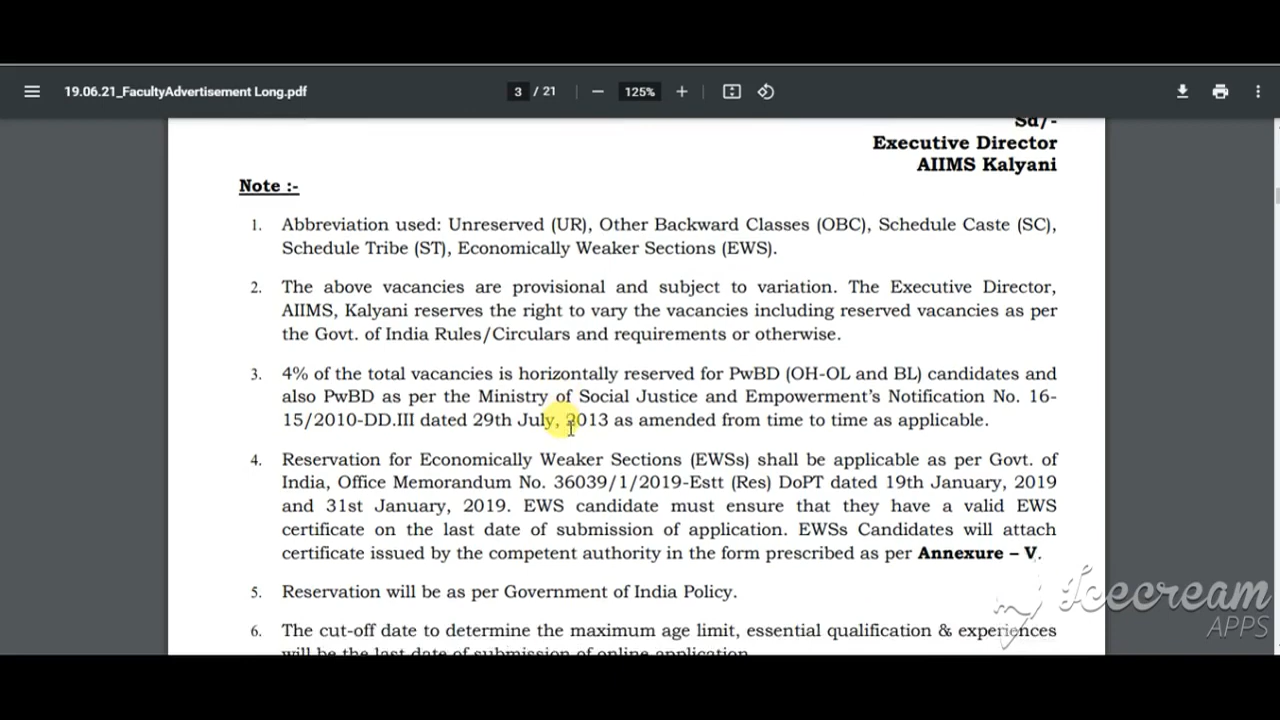 19.06.21_FacultyAdvertisement Long.pdf
3 / 21
125%
Sd/-
Executive Director
AIIMS Kalyani
Note :-
1. Abbreviation used: Unreserved (UR), Other Backward Classes (OBC), Schedule Caste (SC),
Schedule Tribe (ST), Economically Weaker Sections (EWS).
2. The above vacancies are provisional and subject to variation. The Executive Director,
AIIMS, Kalyani reserves the right to vary the vacancies including reserved vacancies as per
the Govt. of India Rules/Circulars and requirements or otherwise.
3. 4% of the total vacancies is horizontally reserved for PwBD (OH-OL and BL) candidates and
also PwBD as per the Ministry of Social Justice and Empowerment’s Notification No. 16-
15/2010-DD.III dated 29th July, 2013 as amended from time to time as applicable.
4. Reservation for Economically Weaker Sections (EWSs) shall be applicable as per Govt. of
India, Office Memorandum No. 36039/1/2019-Estt (Res) DoPT dated 19th January, 2019
and 31st January, 2019. EWS candidate must ensure that they have a valid EWS
certificate on the last date of submission of application. EWSs Candidates will attach
certificate issued by the competent authority in the form prescribed as per Annexure – V.
5. Reservation will be as per Government of India Policy.
6. The cut-off date to determine the maximum age limit, essential qualification & experiences
will be the last date of submission of online application.
Icecream
APPS